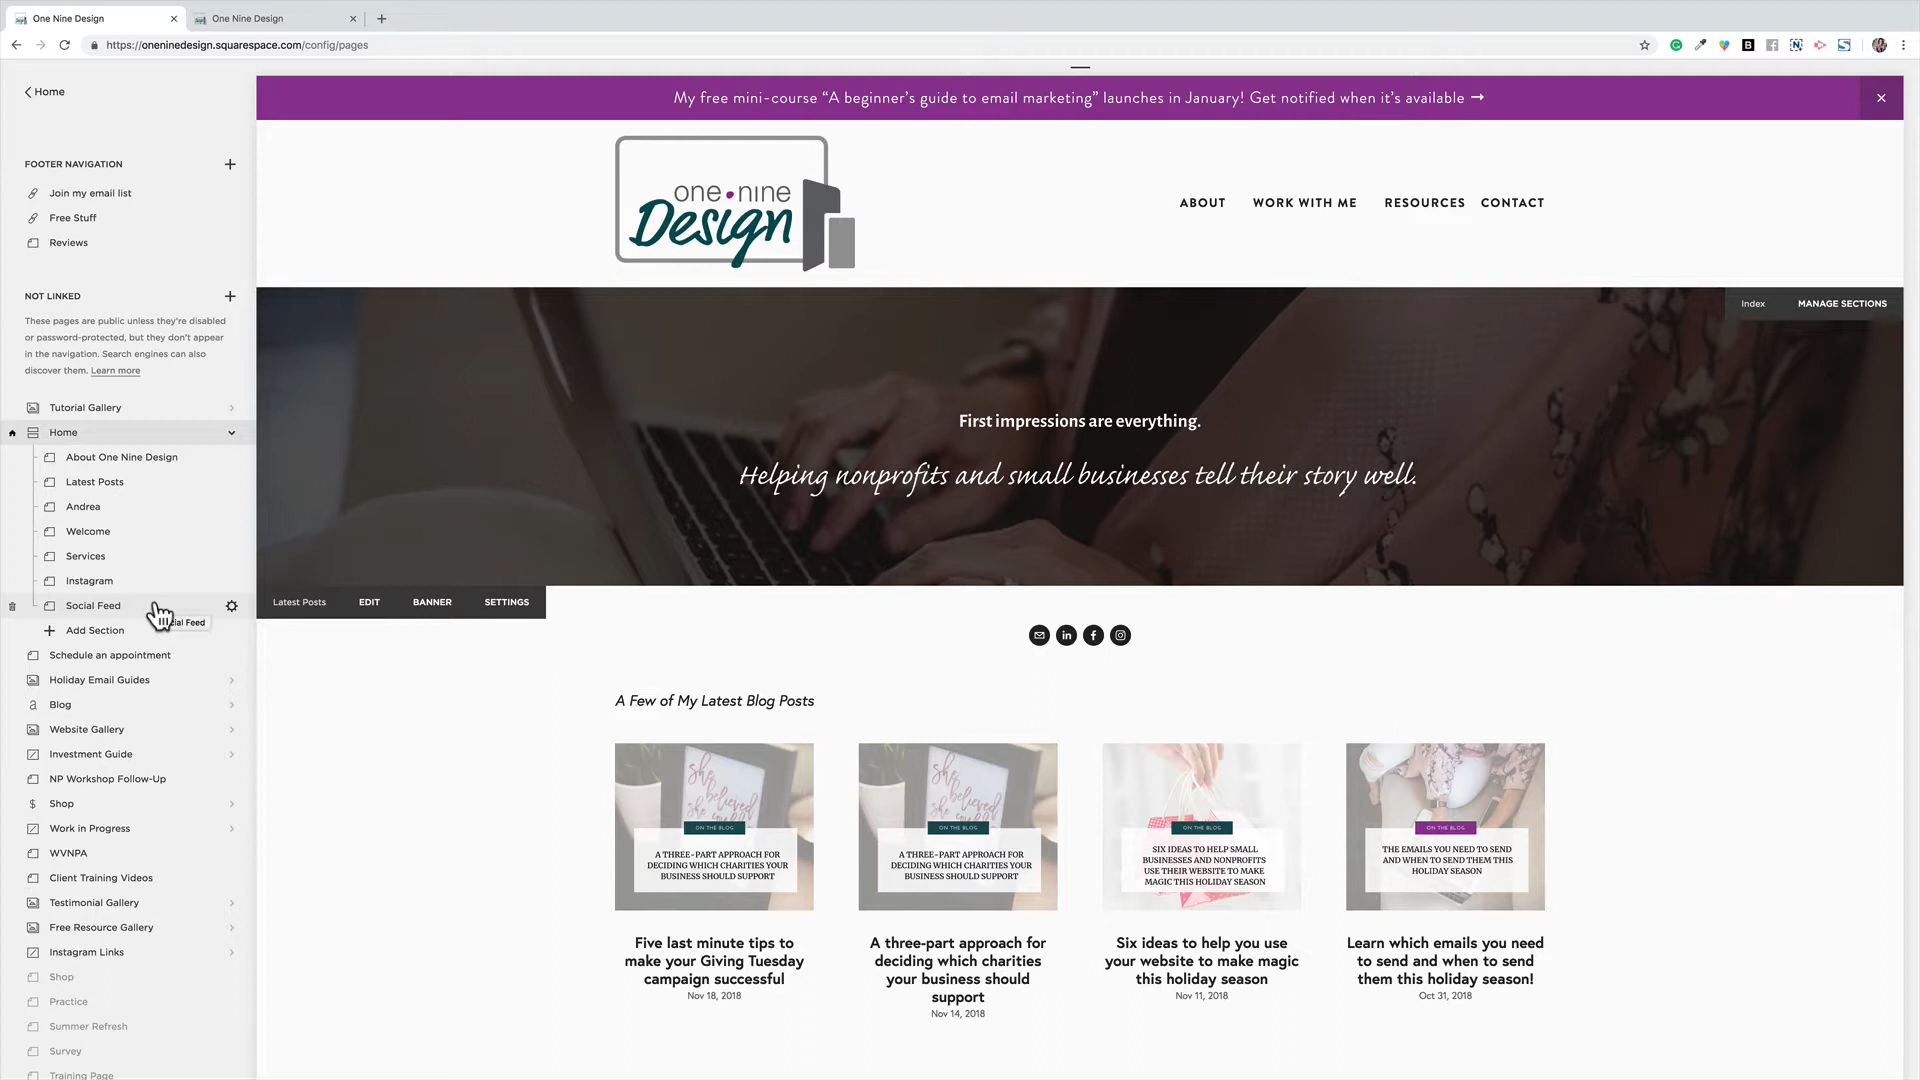 One Nine Design
One Nine Design
https://oneninedesign.squarespace.com/config/pages
Home
FOOTER NAVIGATION
Join my email list
Free Stuff
Reviews
NOT LINKED
These pages are public unless they're disabled
or password-protected, but they don't appear
in the navigation. Search engines can also
discover them. Learn more
Tutorial Gallery
Home
About One Nine Design
Latest Posts
Andrea
Welcome
Services
Instagram
Social Feed
Add Section
Schedule an appointment
Holiday Email Guides
Blog
Website Gallery
Investment Guide
NP Workshop Follow-Up
Shop
Work in Progress
WVNPA
Client Training Videos
Testimonial Gallery
Free Resource Gallery
Instagram Links
Shop
Practice
Summer Refresh
Survey
Training Page
My free mini-course “A beginner's guide to email marketing” launches in January! Get notified when it's available →
one nine
Design
ABOUT WORK WITH ME RESOURCES CONTACT
Index MANAGE SECTIONS
First impressions are everything.
Helping nonprofits and small businesses tell their story well.
Latest Posts EDIT BANNER SETTINGS
A Few of My Latest Blog Posts
ON THE BLOG
A THREE-PART APPROACH FOR
DECIDING WHICH CHARITIES YOUR
BUSINESS SHOULD SUPPORT
Five last minute tips to
make your Giving Tuesday
campaign successful
Nov 18, 2018
ON THE BLOG
A THREE-PART APPROACH FOR
DECIDING WHICH CHARITIES YOUR
BUSINESS SHOULD SUPPORT
A three-part approach for
deciding which charities
your business should
support
Nov 14, 2018
ON THE BLOG
SIX IDEAS TO HELP SMALL
BUSINESSES AND NONPROFITS
USE THEIR WEBSITE TO MAKE
MAGIC THIS HOLIDAY SEASON
Six ideas to help you use
your website to make magic
this holiday season
Nov 11, 2018
ON THE BLOG
THE EMAILS YOU NEED TO SEND
AND WHEN TO SEND THEM THIS
HOLIDAY SEASON
Learn which emails you need
to send and when to send
them this holiday season!
Oct 31, 2018